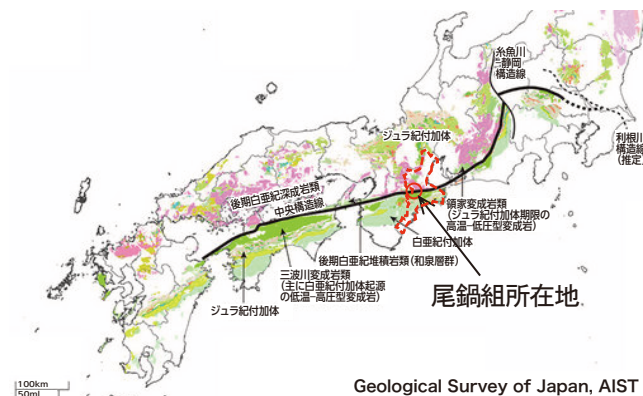 糸魚川
-静岡
構造線
利根川
構造線
(推定)
ジュラ紀付加体
後期白亜紀深成岩類
中央構造線
領家変成岩類
(ジュラ紀付加体期限の
高温-低圧型変成岩)
白亜紀付加体
後期白亜紀堆積岩類(和泉層群)
三波川変成岩類
(主に白亜紀付加体起源
の低温-高圧型変成岩)
ジュラ紀付加体
尾鍋組所在地
100km
50ml
Geological Survey of Japan, AIST